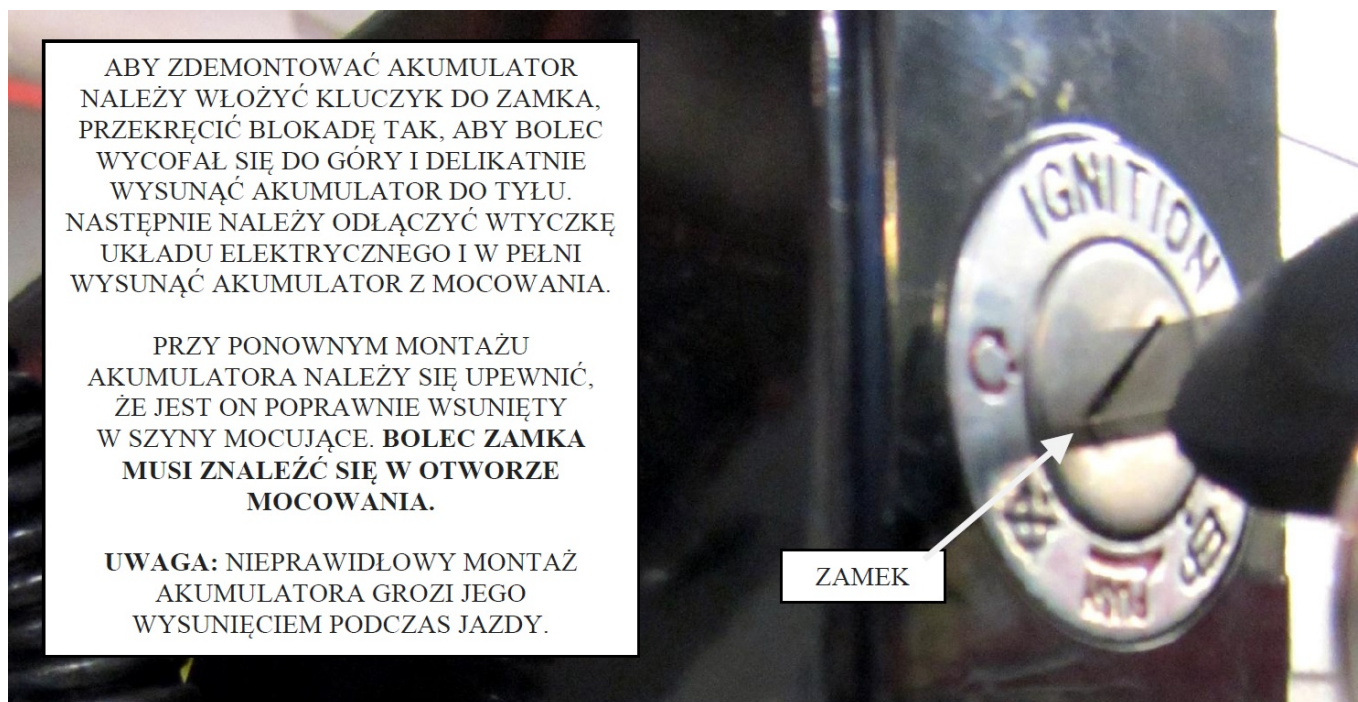 ABY ZDEMONTOWAĆ AKUMULATOR
NALEŻY WŁOŻYĆ KLUCZYK DO ZAMKA,
PRZEKRĘCIĆ BLOKADĘ TAK, ABY BOLEC
WYCOFAŁ SIĘ DO GÓRY I DELIKATNIE
WYSUNĄĆ AKUMULATOR DO TYŁU.
NASTĘPNIE NALEŻY ODŁĄCZYĆ WTYCZKĘ
UKŁADU ELEKTRYCZNEGO I W PEŁNI
WYSUNĄĆ AKUMULATOR Z MOCOWANIA.
PRZY PONOWNYM MONTAŻU
AKUMULATORA NALEŻY SIĘ UPEWNIĆ,
ŻE JEST ON POPRAWNIE WSUNIĘTY
W SZYNY MOCUJĄCE. BOLEC ZAMKA
MUSI ZNALEŹĆ SIĘ W OTWORZE
MOCOWANIA.
UWAGA: NIEPRAWIDŁOWY MONTAŻ
AKUMULATORA GROZI JEGO
WYSUNIĘCIEM PODCZAS JAZDY.
IGNITION
PUSH
ZAMEK